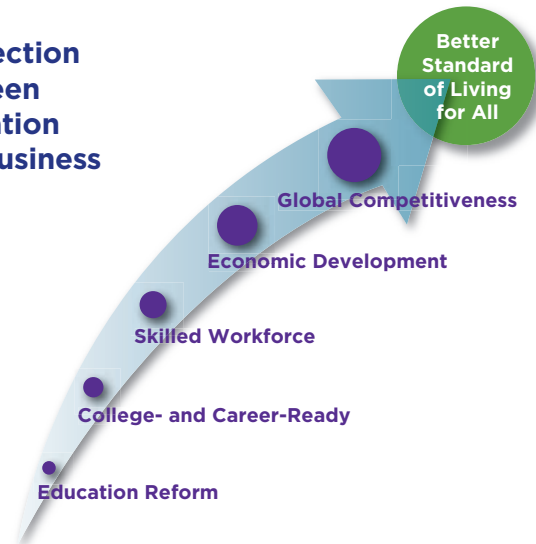 ection
een
ation
usiness
Better
Standard
of Living
for All
Global Competitiveness
Economic Development
Skilled Workforce
College- and Career-Ready
Education Reform